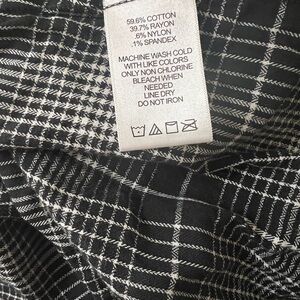 59.6% COTTON
39.7% RAYON
.6% NYLON
.1% SPANDEX
MACHINE WASH COLD
WITH LIKE COLORS
ONLY NON CHLORINE
BLEACH WHEN
NEEDED
LINE DRY
DO NOT IRON